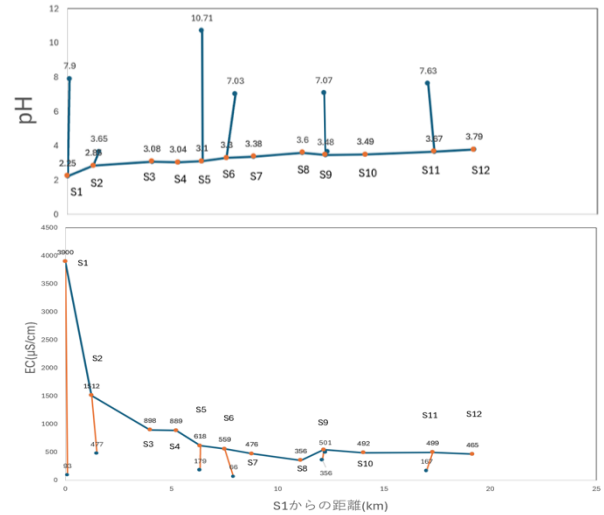 12
10.71
10
7.9
7.63
8
7.03
7.07
pH
6
3.65
3.6
3.79
4
3.08
3.04
3.1
3.3
3.38
3.48
3.49
3.67
2.25
2
S1
S2
S3
S4
S5
S6
S7
S8
S9
S10
S11
S12
0
4500
3900
4000
S1
3500
3000
EC(µS/cm)
2500
S2
2000
1512
1500
S5
S6
S9
S11
S12
1000
898
889
618
559
476
356
501
492
499
465
500
477
S3
S4
S7
S8
S10
93
179
66
356
167
0
0
5
10
15
20
25
S1からの距離(km)